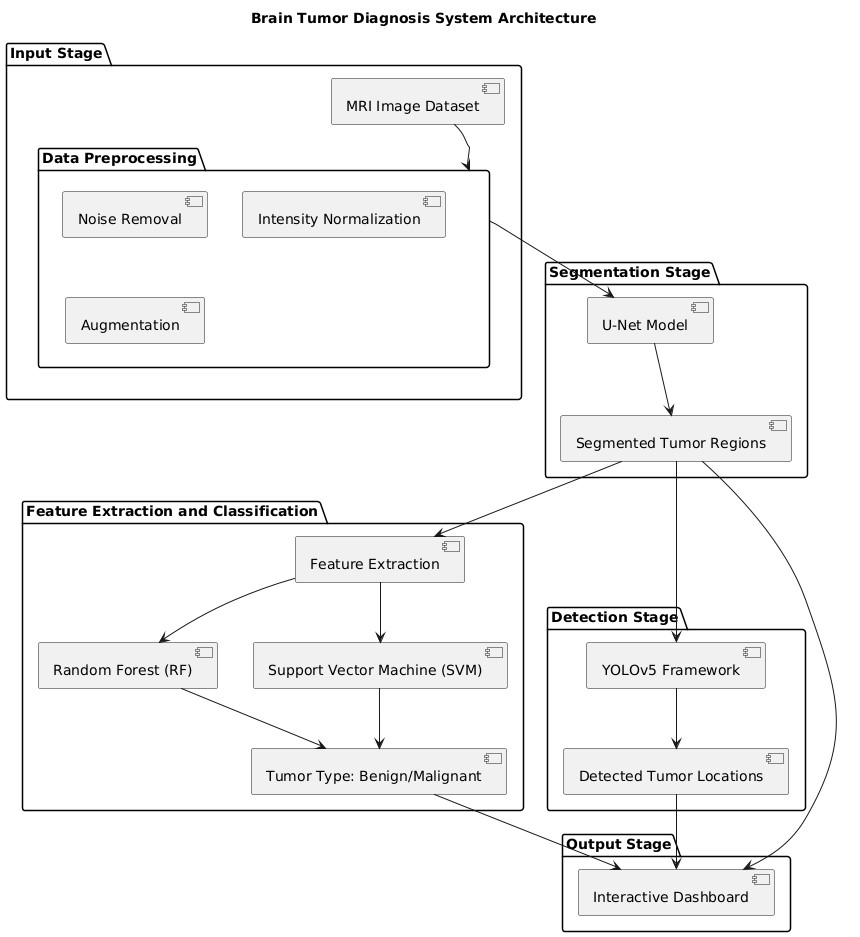 Brain Tumor Diagnosis System Architecture
Input Stage
MRI Image Dataset
Data Preprocessing
Noise Removal
Intensity Normalization
Augmentation
Segmentation Stage
U-Net Model
Segmented Tumor Regions
Feature Extraction and Classification
Feature Extraction
Random Forest (RF)
Support Vector Machine (SVM)
Tumor Type: Benign/Malignant
Detection Stage
YOLOv5 Framework
Detected Tumor Locations
Output Stage
Interactive Dashboard